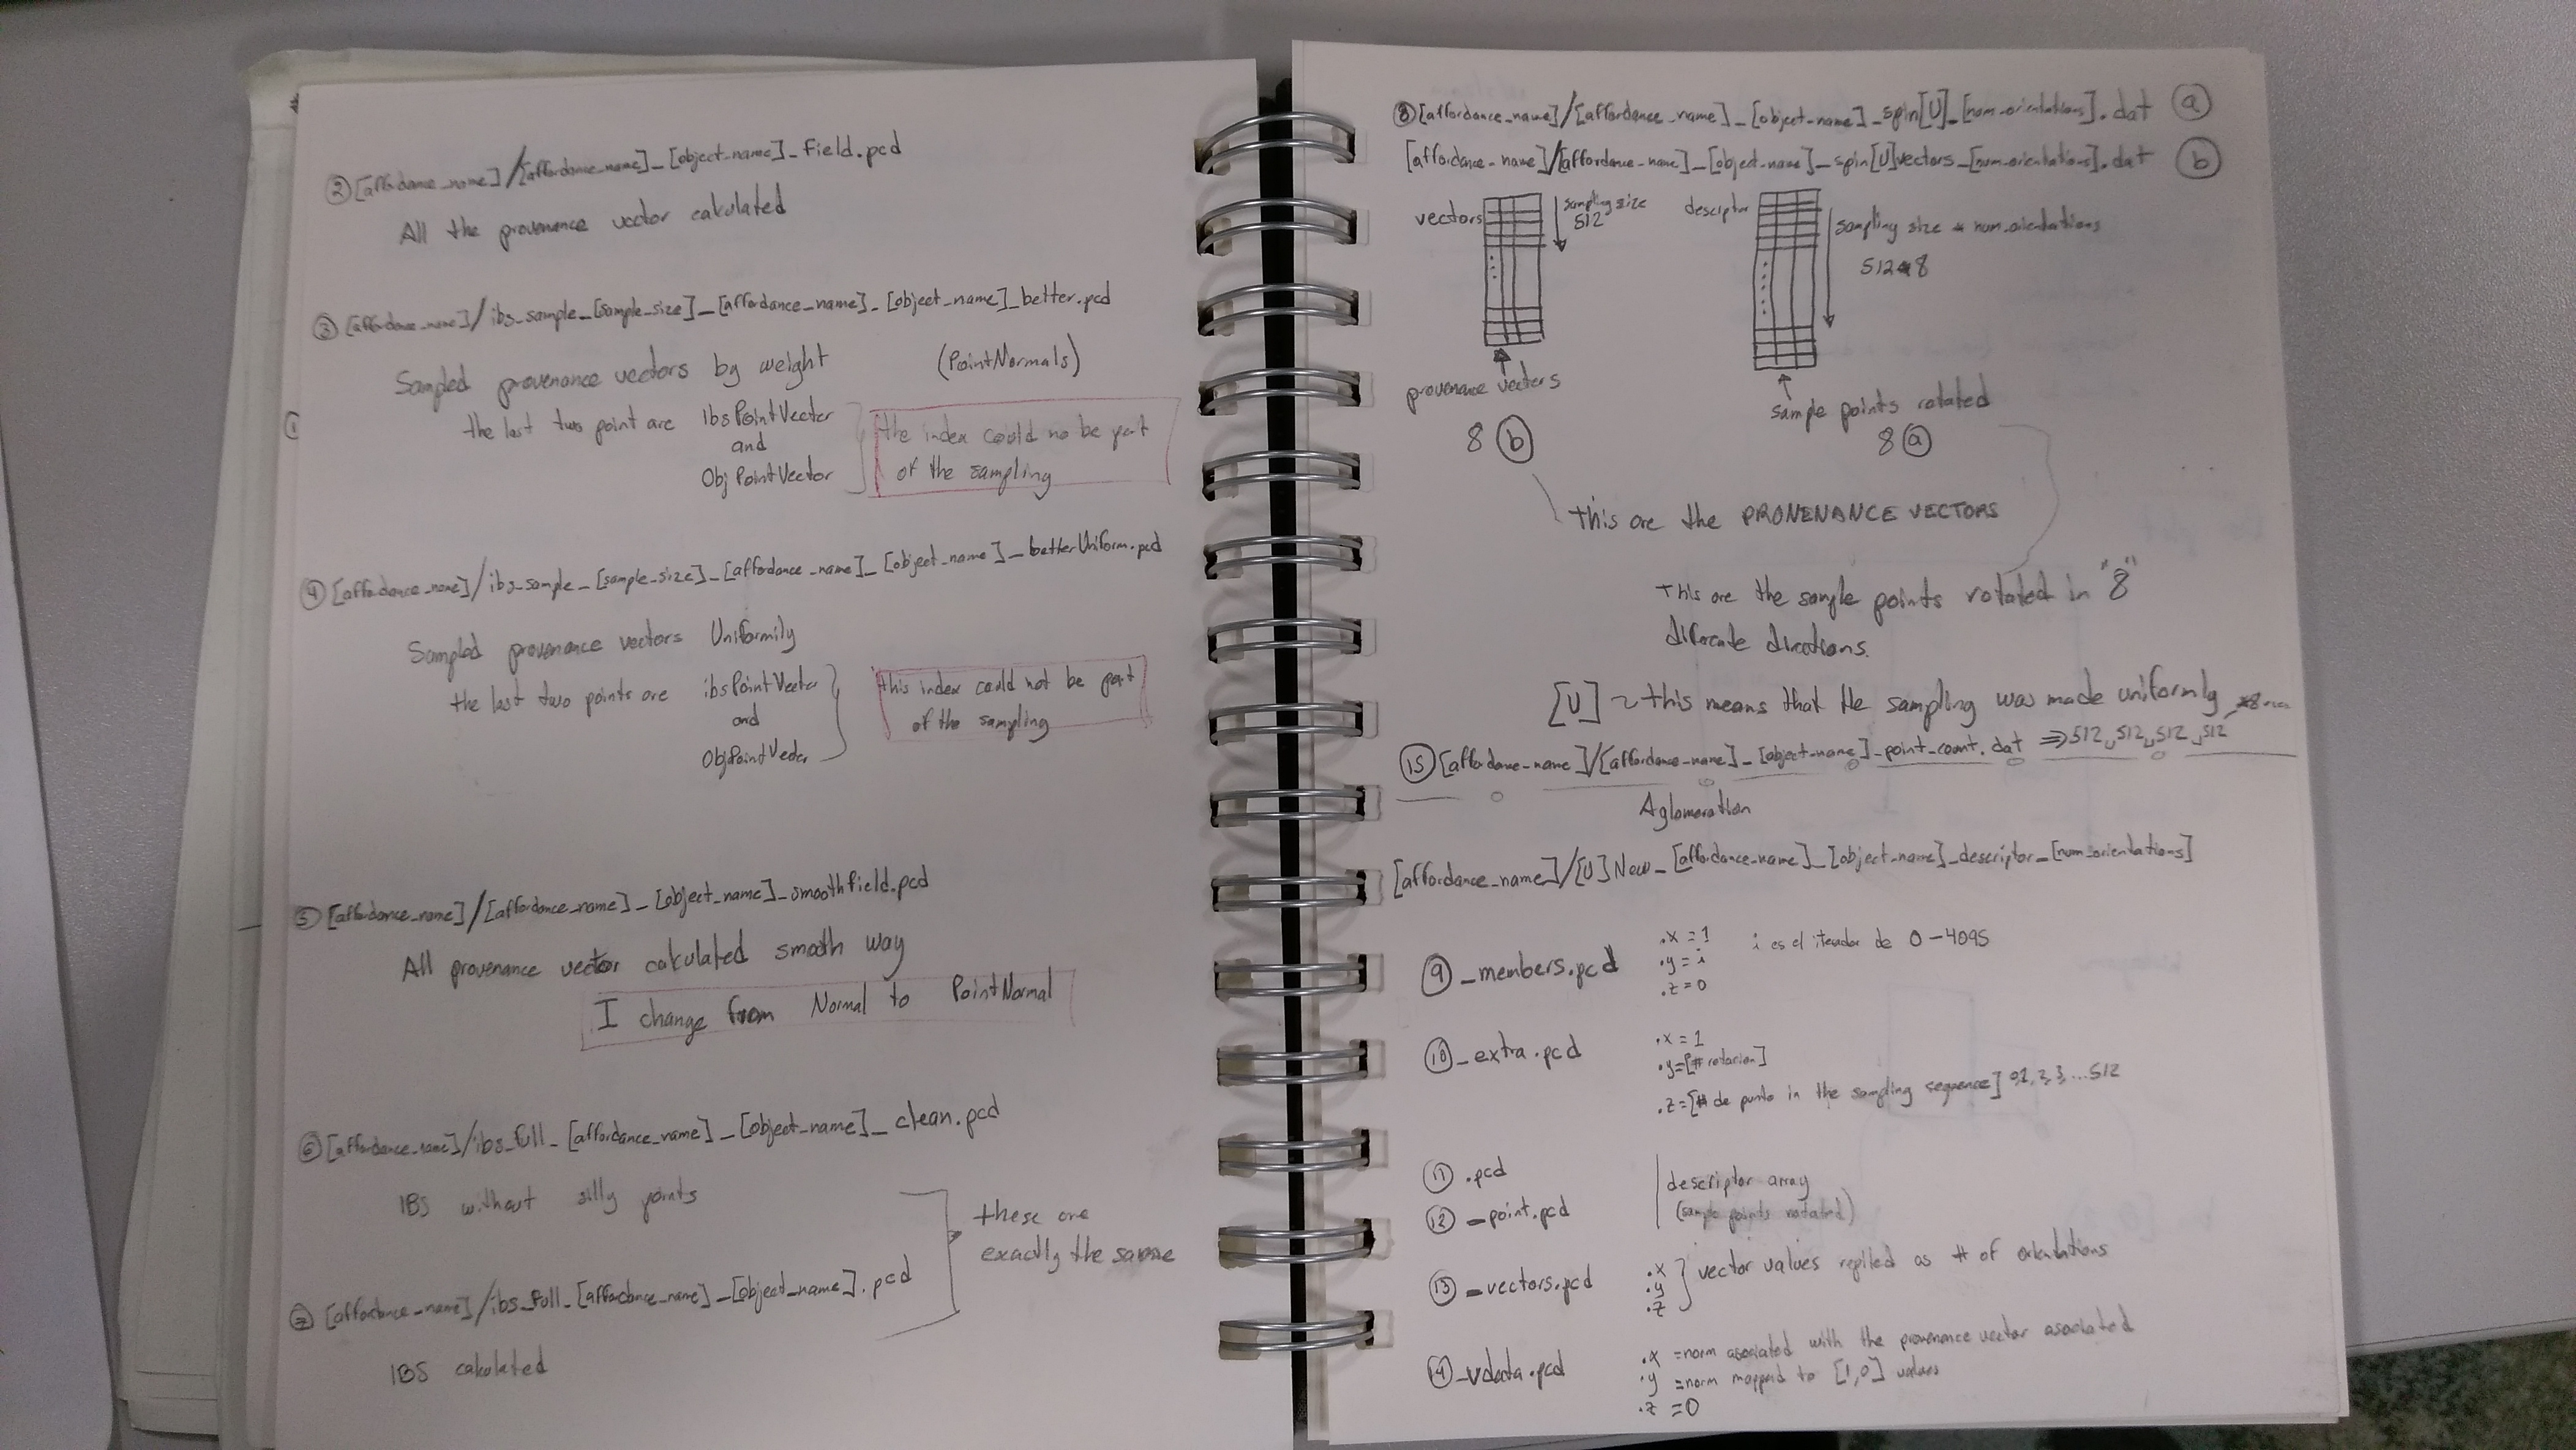 ② [affordance_name]/[affordance_name]_[object_name]_field.pcd
All the provenance vector calculated
③ [affordance_name]/ibs_sample_[sample_size]_[affordance_name]_[object_name]_better.pcd
Sampled provenance vectors by weight (PointNormals)
the last two point are ibsPointVector
and
ObjPointVector
the index could no be part
of the sampling
①
④ [affordance_name]/ibs_sample_[sample_size]_[affordance_name]_[object_name]_betterUniform.pcd
Sampled provenance vectors Uniformily
the last two points are ibsPointVector
and
ObjPointVector
this index could not be part
of the sampling
⑤ [affordance_name]/[affordance_name]_[object_name]_smoothfield.pcd
All provenance vector calculated smooth way
I change from Normal to PointNormal
⑥ [affordance_name]/ibs_full_[affordance_name]_[object_name]_clean.pcd
IBS without silly points
these are
exactly the same
⑦ [affordance_name]/ibs_full_[affordance_name]_[object_name].pcd
IBS calculated
⑧ [affordance_name]/[affordance_name]_[object_name]_spin[U]_[num_orientations].dat ⓐ
[affordance_name]/[affordance_name]_[object_name]_spin[U]vectors_[num_orientations].dat ⓑ
vectors
sampling size
512
descriptor
sampling size * num.orientations
512*8
provenance vectors
8 ⓑ
sample points rotated
8 ⓐ
this are the PRONENANCE VECTORS
This are the sample points rotated in "8"
diferente directions.
[U] ~ this means that the sampling was made uniformly
⑮ [affordance_name]/[affordance_name]_[object_name]_point_count.dat ⇒ 512␣512␣512␣512
Aglomeration
[affordance_name]/[U]New_[affordance_name]_[object_name]_descriptor_[num_orientations]
⑨ _members.pcd
.x = 1
.y = i
.z = 0
i es el iterador de 0-4095
⑩ _extra.pcd
.x = 1
.y=[# rotacion]
.z=[# de punto in the sampling sequence] 0,1,2,3,...512
⑪ .pcd
⑫ _point.pcd
descriptor array
(sample points rotated)
⑬ _vectors.pcd
.x
.y
.z
vector values replied as # of orientations
⑭ _vdata.pcd
.x =norm asociated with the provenance vector asociated
.y =norm mapped to [1,0] values
.z =0